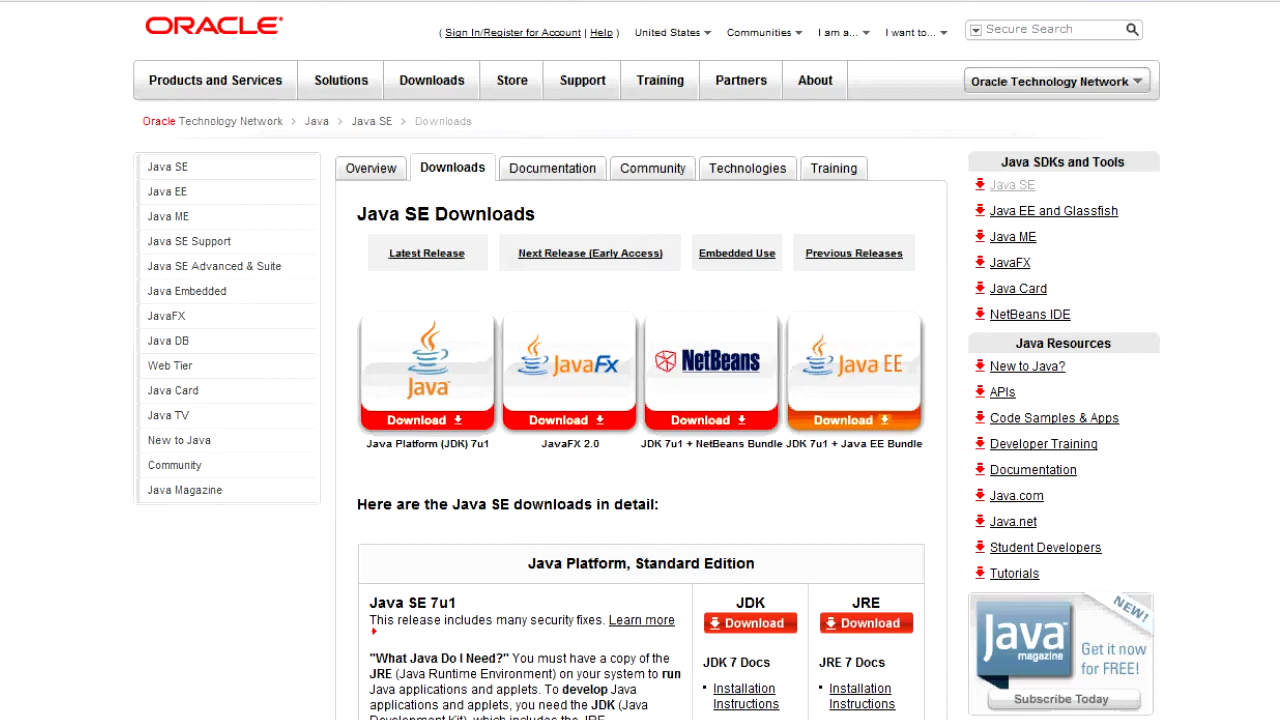 ORACLE
( Sign In/Register for Account | Help ) United States Communities I am a... I want to... Secure Search
Products and Services Solutions Downloads Store Support Training Partners About Oracle Technology Network
Oracle Technology Network > Java > Java SE > Downloads
Java SE
Java EE
Java ME
Java SE Support
Java SE Advanced & Suite
Java Embedded
JavaFX
Java DB
Web Tier
Java Card
Java TV
New to Java
Community
Java Magazine
Overview Downloads Documentation Community Technologies Training
Java SE Downloads
Latest Release Next Release (Early Access) Embedded Use Previous Releases
Java JavaFX NetBeans Java EE
Download Download Download Download
Java Platform (JDK) 7u1 JavaFX 2.0 JDK 7u1 + NetBeans Bundle JDK 7u1 + Java EE Bundle
Here are the Java SE downloads in detail:
Java Platform, Standard Edition
Java SE 7u1
This release includes many security fixes. Learn more
"What Java Do I Need?" You must have a copy of the
JRE (Java Runtime Environment) on your system to run
Java applications and applets. To develop Java
applications and applets, you need the JDK (Java
Development Kit), which includes the JRE.
JDK
Download
JDK 7 Docs
Installation
Instructions
JRE
Download
JRE 7 Docs
Installation
Instructions
Java SDKs and Tools
Java SE
Java EE and Glassfish
Java ME
JavaFX
Java Card
NetBeans IDE
Java Resources
New to Java?
APIs
Code Samples & Apps
Developer Training
Documentation
Java.com
Java.net
Student Developers
Tutorials
NEW!
Java
magazine
Get it now
for FREE!
Subscribe Today